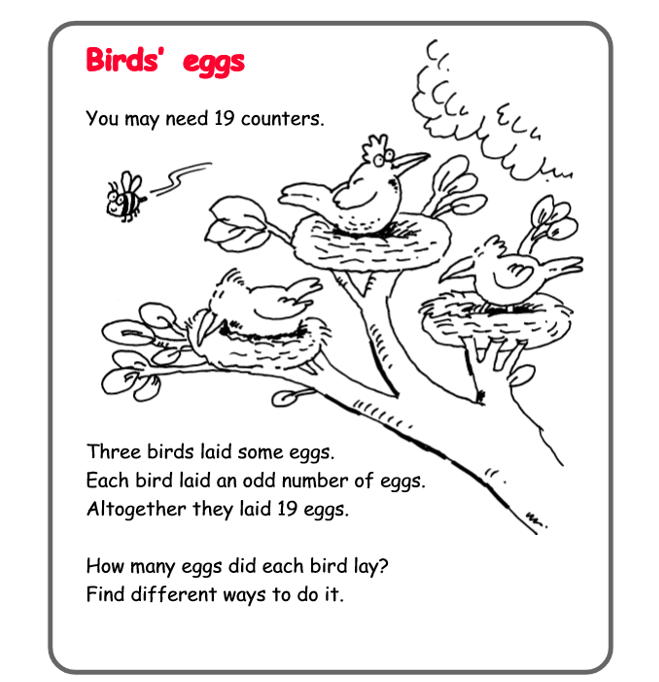 Birds' eggs
You may need 19 counters.
Three birds laid some eggs.
Each bird laid an odd number of eggs.
Altogether they laid 19 eggs.
How many eggs did each bird lay?
Find different ways to do it.